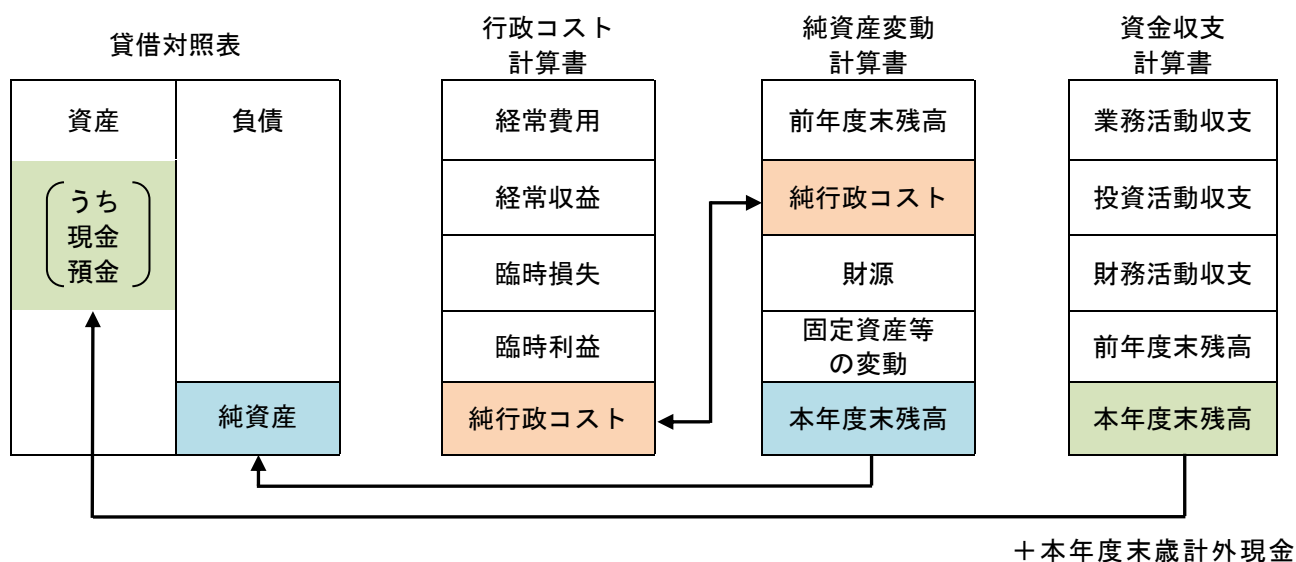 貸借対照表
資産
負債
うち
現金
預金
純資産
行政コスト
計算書
経常費用
経常収益
臨時損失
臨時利益
純行政コスト
純資産変動
計算書
前年度末残高
純行政コスト
財源
固定資産等
の変動
本年度末残高
資金収支
計算書
業務活動収支
投資活動収支
財務活動収支
前年度末残高
本年度末残高
＋本年度末歳計外現金